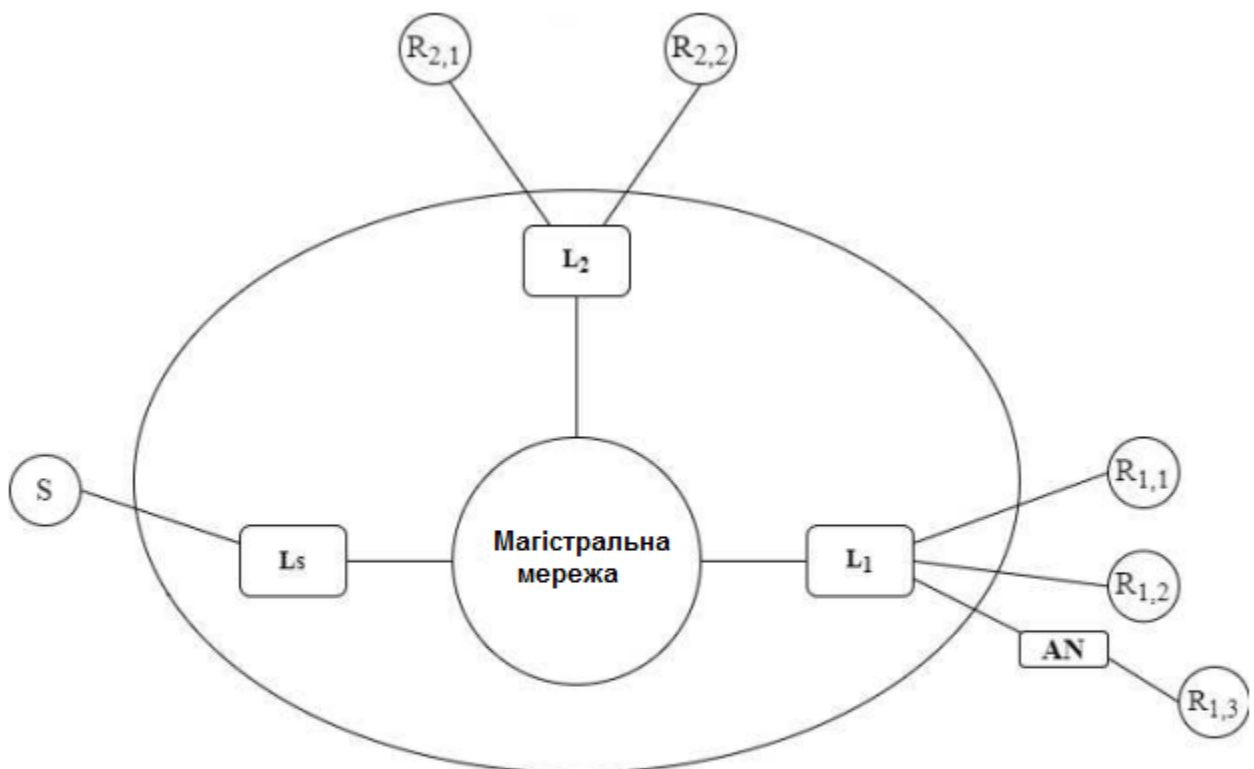 R2,1
R2,2
L2
S
Ls
Магістральна
мережа
L1
R1,1
R1,2
AN
R1,3